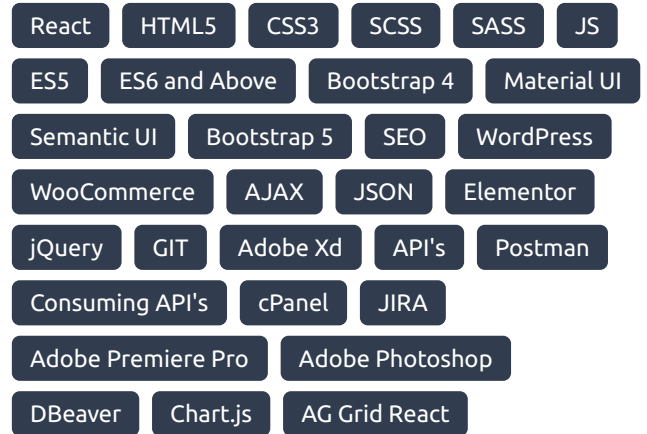 React HTML5 CSS3 SCSS SASS JS
ES5 ES6 and Above Bootstrap 4 Material UI
Semantic UI Bootstrap 5 SEO WordPress
WooCommerce AJAX JSON Elementor
jQuery GIT Adobe Xd API's Postman
Consuming API's cPanel JIRA
Adobe Premiere Pro Adobe Photoshop
DBeaver Chart.js AG Grid React